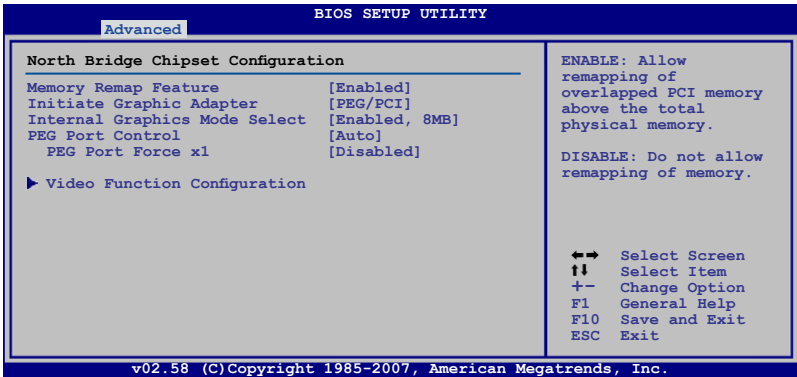 BIOS SETUP UTILITY
Advanced
North Bridge Chipset Configuration
Memory Remap Feature [Enabled]
Initiate Graphic Adapter [PEG/PCI]
Internal Graphics Mode Select [Enabled, 8MB]
PEG Port Control [Auto]
PEG Port Force x1 [Disabled]
Video Function Configuration
ENABLE: Allow
remapping of
overlapped PCI memory
above the total
physical memory.
DISABLE: Do not allow
remapping of memory.
←→ Select Screen
↑↓ Select Item
+- Change Option
F1 General Help
F10 Save and Exit
ESC Exit
v02.58 (C)Copyright 1985-2007, American Megatrends, Inc.